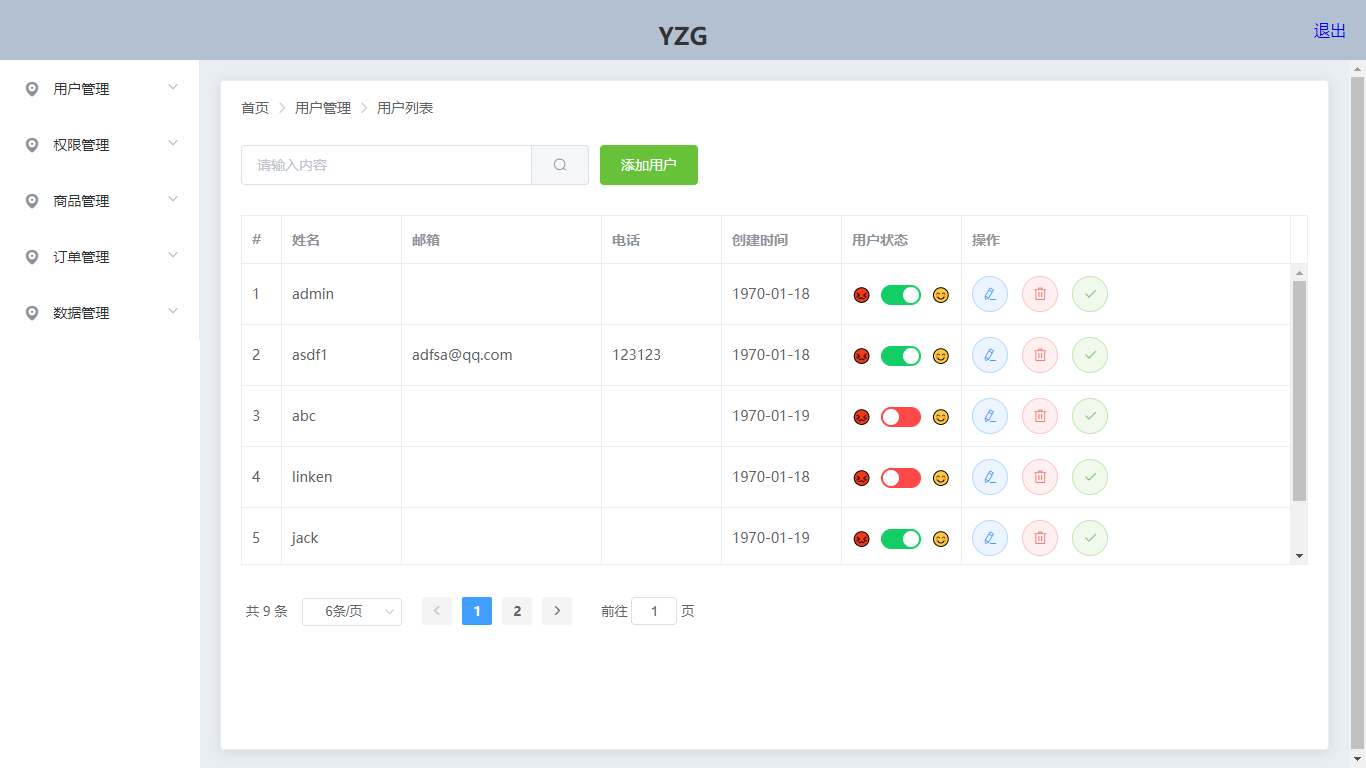 YZG
退出
用户管理
权限管理
商品管理
订单管理
数据管理
首页 用户管理 用户列表
请输入内容 添加用户
# 姓名 邮箱 电话 创建时间 用户状态 操作
1 admin 1970-01-18
2 asdf1 adfsa@qq.com 123123 1970-01-18
3 abc 1970-01-19
4 linken 1970-01-18
5 jack 1970-01-19
共 9 条 6条/页 1 2 前往 1 页